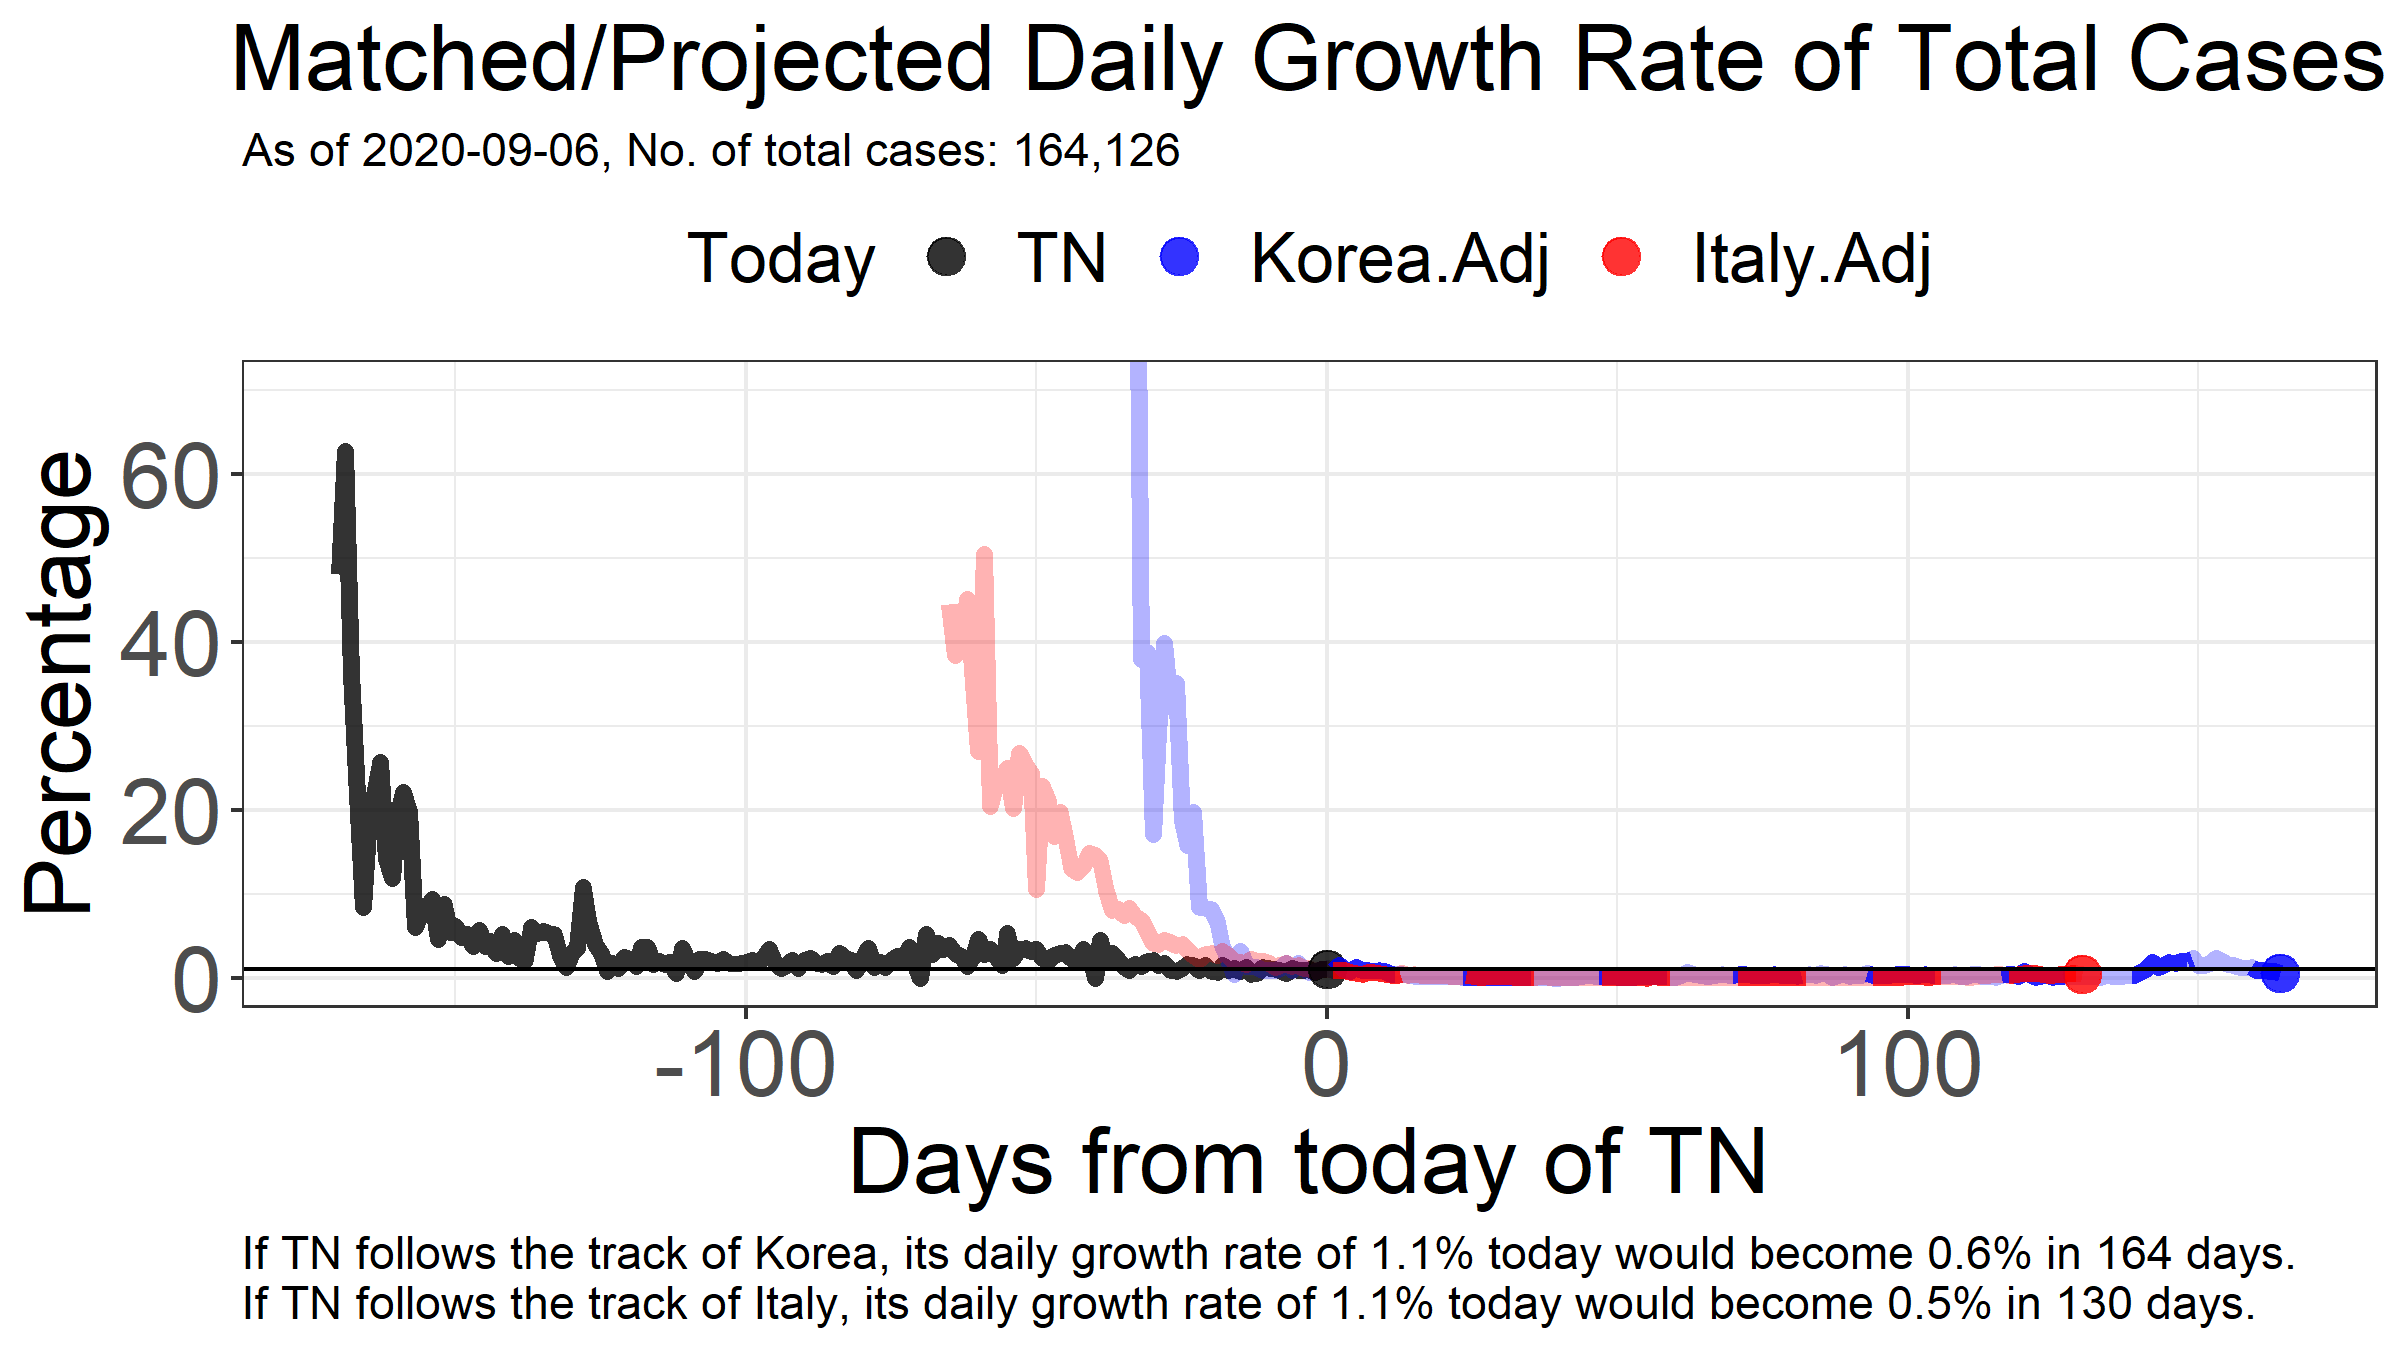 Matched/Projected Daily Growth Rate of Total Cases
As of 2020-09-06, No. of total cases: 164,126
Today TN Korea.Adj Italy.Adj
Percentage
60
40
20
0
-100 0 100
Days from today of TN
If TN follows the track of Korea, its daily growth rate of 1.1% today would become 0.6% in 164 days.
If TN follows the track of Italy, its daily growth rate of 1.1% today would become 0.5% in 130 days.